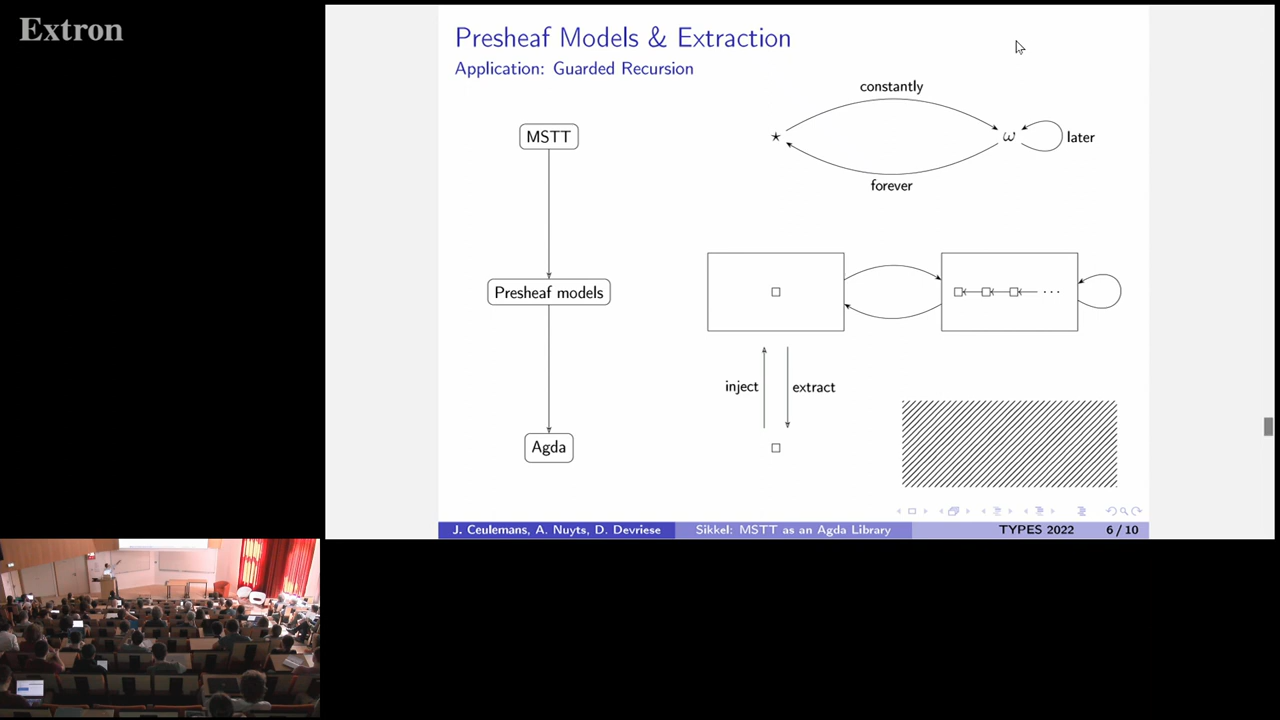 Extron
Presheaf Models & Extraction
Application: Guarded Recursion
constantly
MSTT
⋆
ω
later
forever
Presheaf models
···
inject
extract
Agda
J. Ceulemans, A. Nuyts, D. Devriese
Sikkel: MSTT as an Agda Library
TYPES 2022
6 / 10